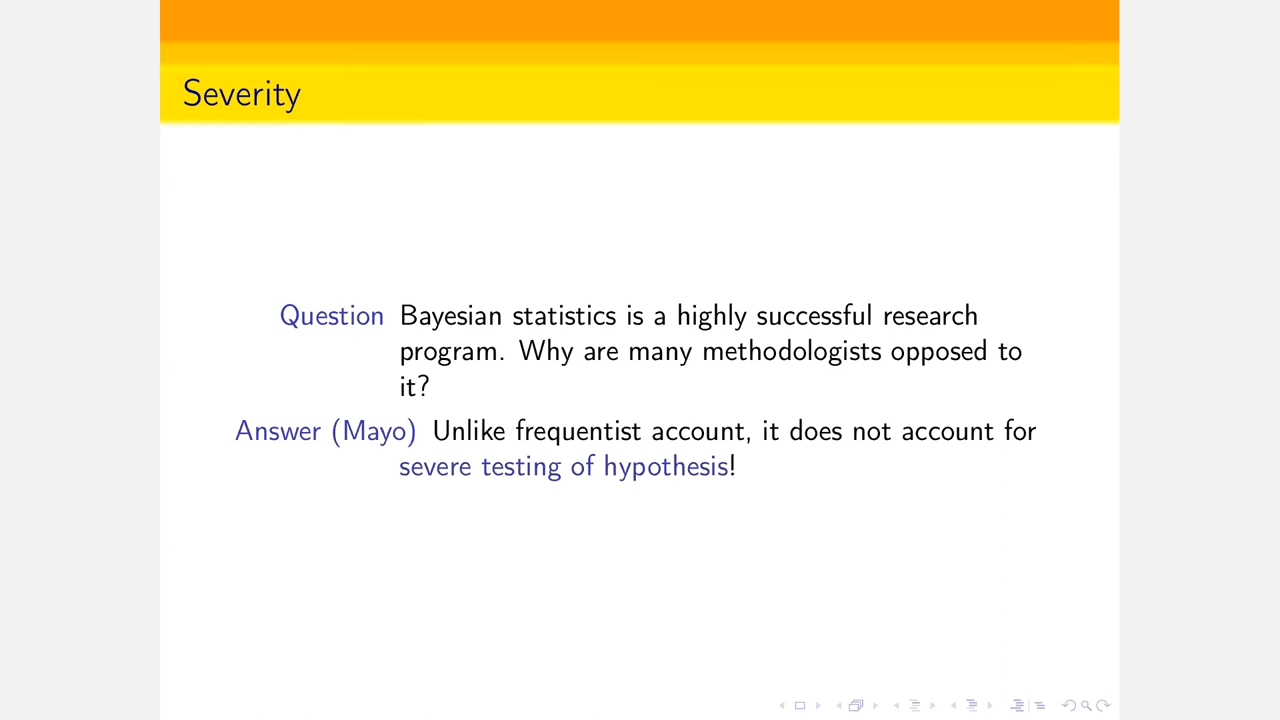 Severity
Question Bayesian statistics is a highly successful research
program. Why are many methodologists opposed to
it?
Answer (Mayo) Unlike frequentist account, it does not account for
severe testing of hypothesis!